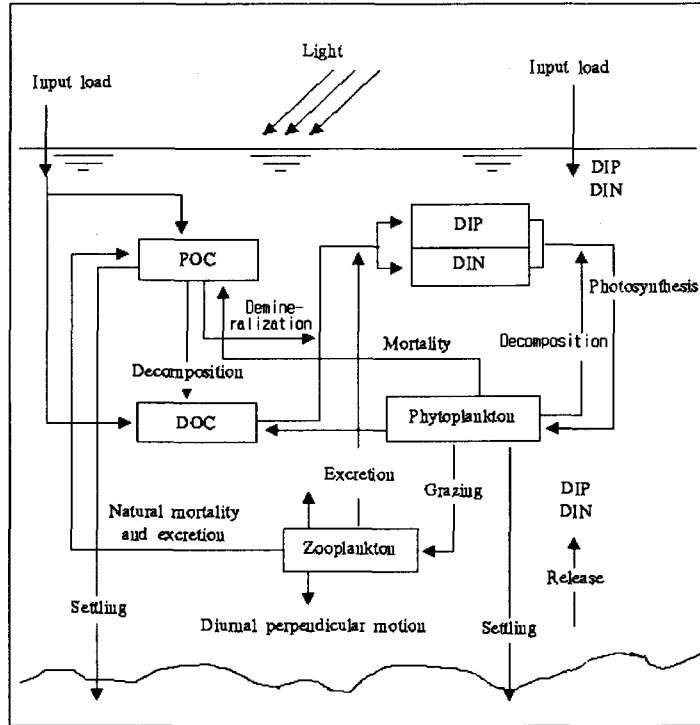 Light
Input load
Input load
DIP
DIN
DIP
DIN
POC
Photosynthesis
Demine-
ralization
Mortality
Decomposition
Decomposition
DOC
Phytoplankton
Excretion
Grazing
DIP
DIN
Natural mortality
and excretion
Zooplankton
Release
Settling
Diurnal perpendicular motion
Settling